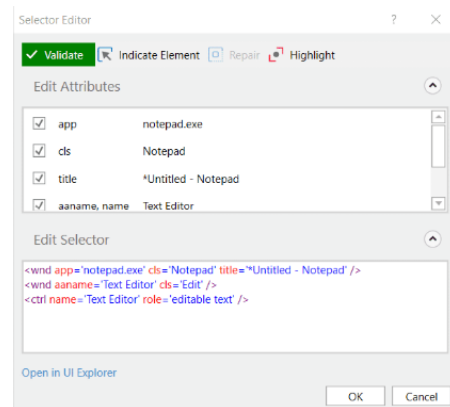 Selector Editor ? ×
✓ Validate Indicate Element Repair Highlight
Edit Attributes
app notepad.exe
cls Notepad
title *Untitled - Notepad
aaname, name Text Editor
Edit Selector
<wnd app='notepad.exe' cls='Notepad' title='*Untitled - Notepad' />
<wnd aaname='Text Editor' cls='Edit' />
<ctrl name='Text Editor' role='editable text' />
Open in UI Explorer
OK Cancel